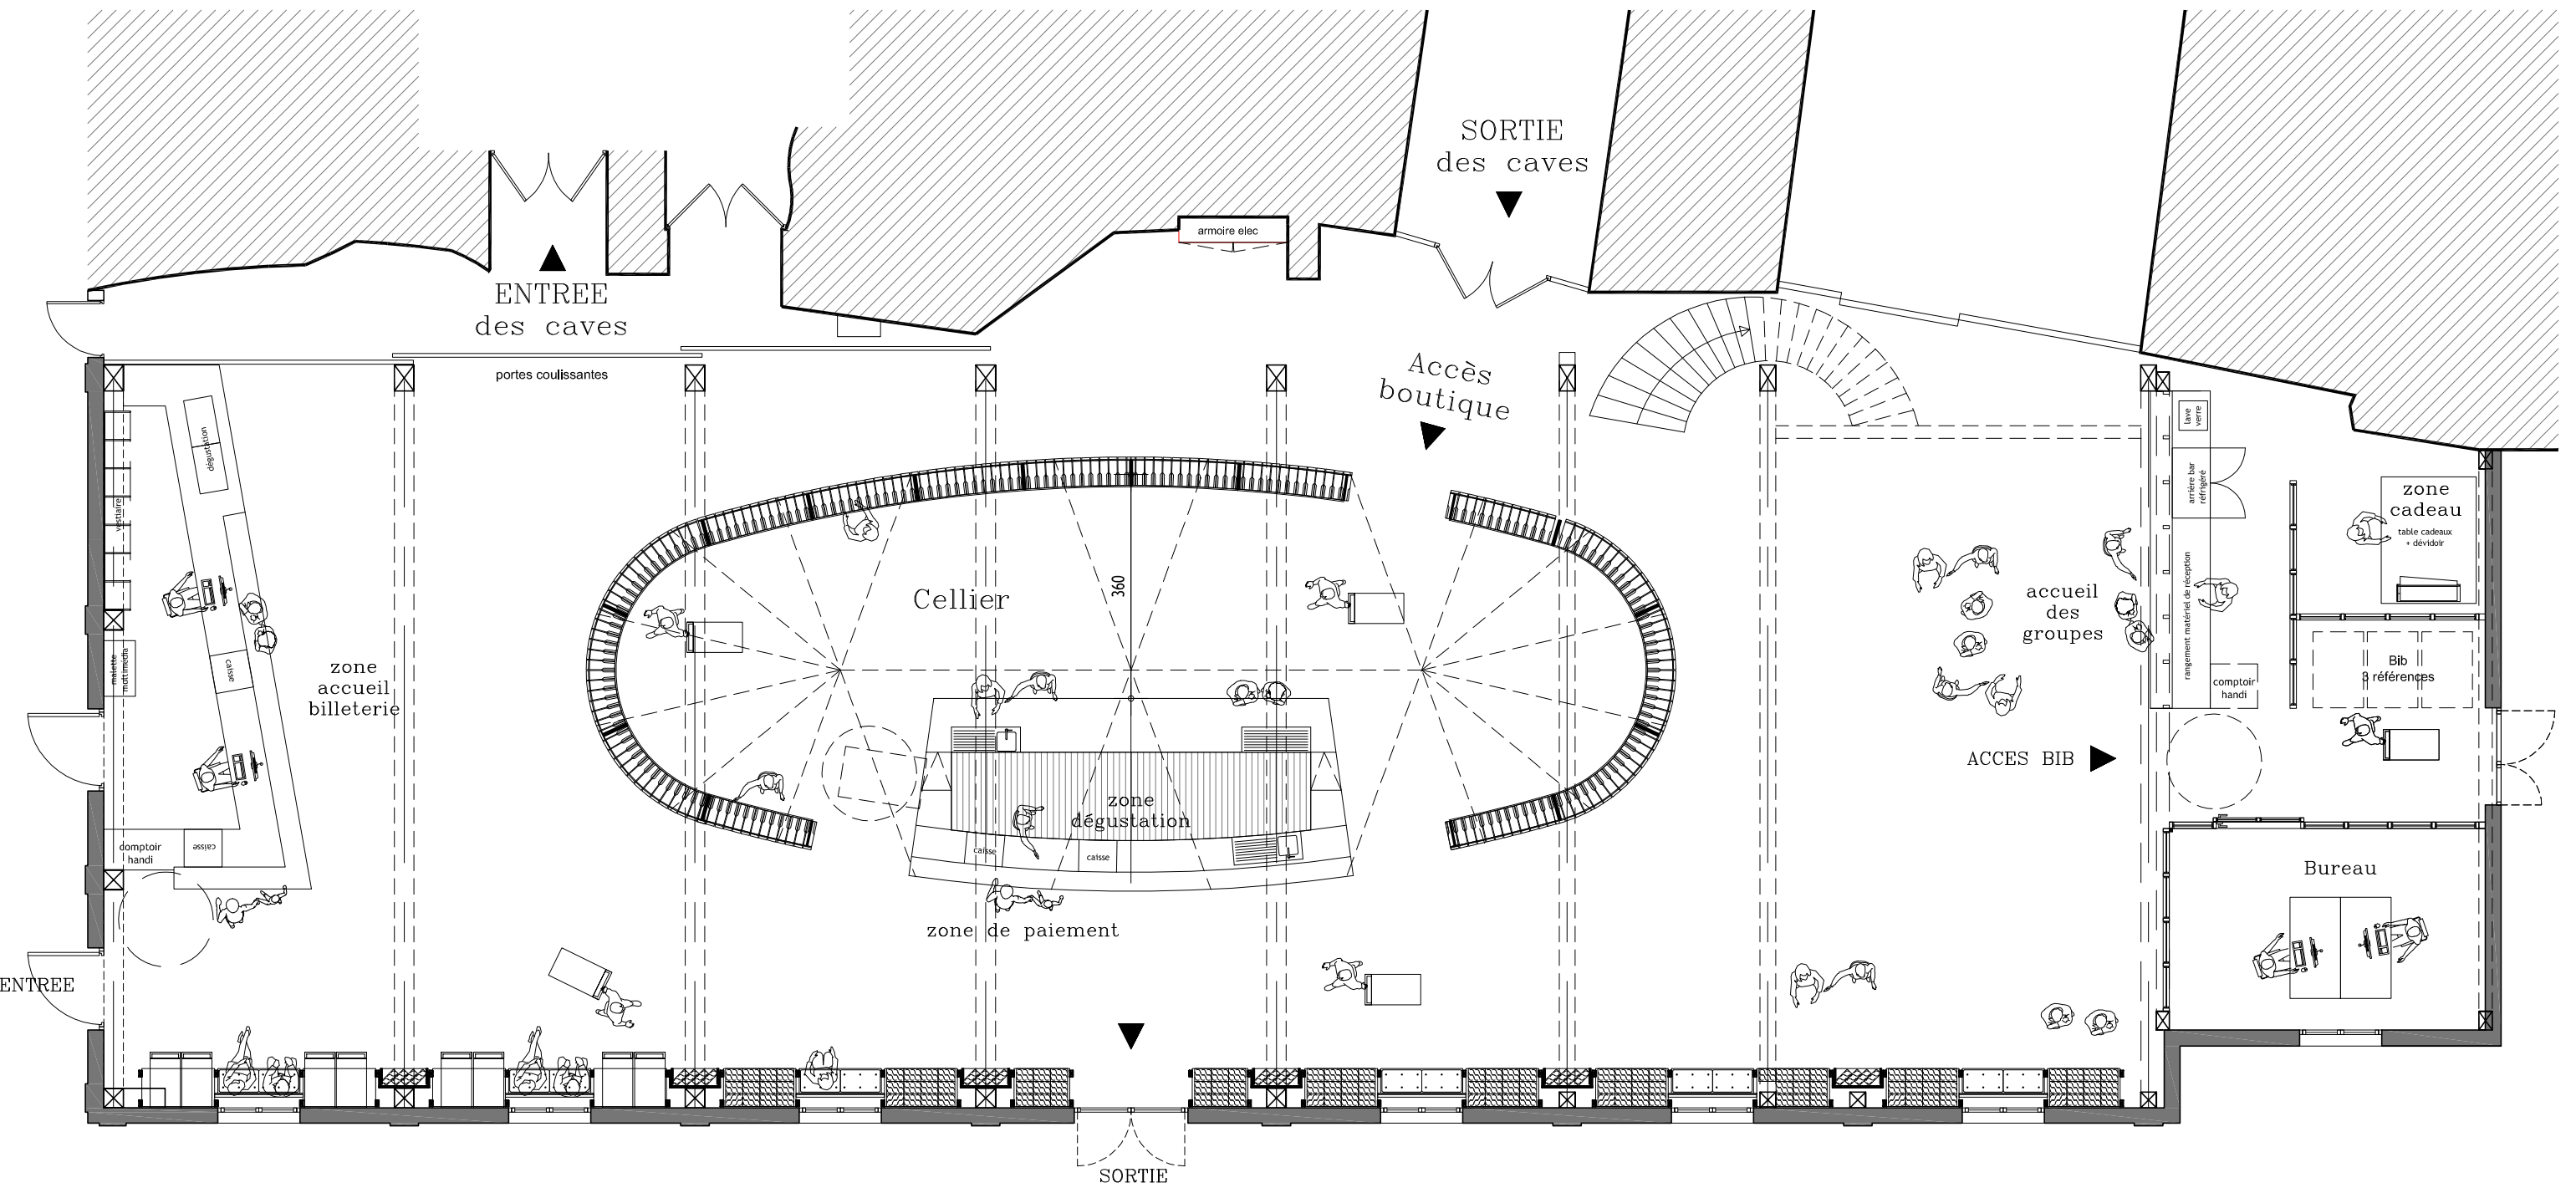 SORTIE
des caves
armoire elec
ENTREE
des caves
portes coulissantes
Accès
boutique
dégustation
vestiaire
malette
multimédia
caisse
zone
accueil
billeterie
comptoir
handi
caisse
ENTREE
Cellier
360
zone
dégustation
caisse
caisse
zone de paiement
SORTIE
accueil
des
groupes
ACCES BIB
lave
verre
arrière bar
réfrigéré
rangement matériel de réception
comptoir
handi
zone
cadeau
table cadeaux
+ dévidoir
Bib
3 références
Bureau